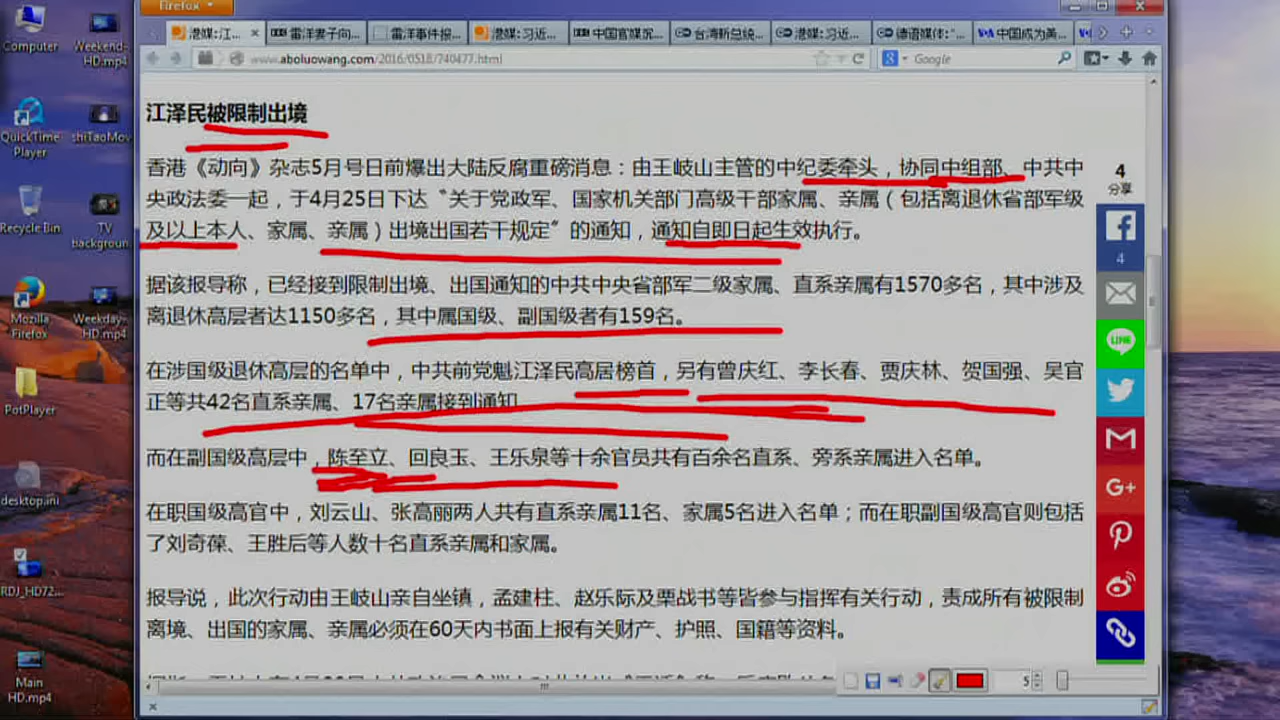 Firefox
港媒:江...
雷洋妻子向...
雷洋事件报...
港媒:习近...
中国官媒沉...
台湾新总统...
港媒:习近...
德语媒体:"...
中国成为美...
www.aboluowang.com/2016/0518/740477.html
Google
江泽民被限制出境
香港《动向》杂志5月号日前爆出大陆反腐重磅消息：由王岐山主管的中纪委牵头，协同中组部、中共中
央政法委一起，于4月25日下达“关于党政军、国家机关部门高级干部家属、亲属（包括离退休省部军级
及以上本人、家属、亲属）出境出国若干规定”的通知，通知自即日起生效执行。
据该报导称，已经接到限制出境、出国通知的中共中央省部军二级家属、直系亲属有1570多名，其中涉及
离退休高层者达1150多名，其中属国级、副国级者有159名。
在涉国级退休高层的名单中，中共前党魁江泽民高居榜首，另有曾庆红、李长春、贾庆林、贺国强、吴官
正等共42名直系亲属、17名亲属接到通知
而在副国级高层中，陈至立、回良玉、王乐泉等十余官员共有百余名直系、旁系亲属进入名单。
在职国级高官中，刘云山、张高丽两人共有直系亲属11名、家属5名进入名单；而在职副国级高官则包括
了刘奇葆、王胜后等人数十名直系亲属和家属。
报导说，此次行动由王岐山亲自坐镇，孟建柱、赵乐际及栗战书等皆参与指挥有关行动，责成所有被限制
离境、出国的家属、亲属必须在60天内书面上报有关财产、护照、国籍等资料。
4
分享
4
LINE
G+
5
Computer
Weekend-
HD.mp4
QuickTime
Player
shiTaoMov
Recycle Bin
TV
backgroun
Mozilla
Firefox
Weekday-
HD.mp4
PotPlayer
desktop.ini
RDJ_HD72...
Main
HD.mp4